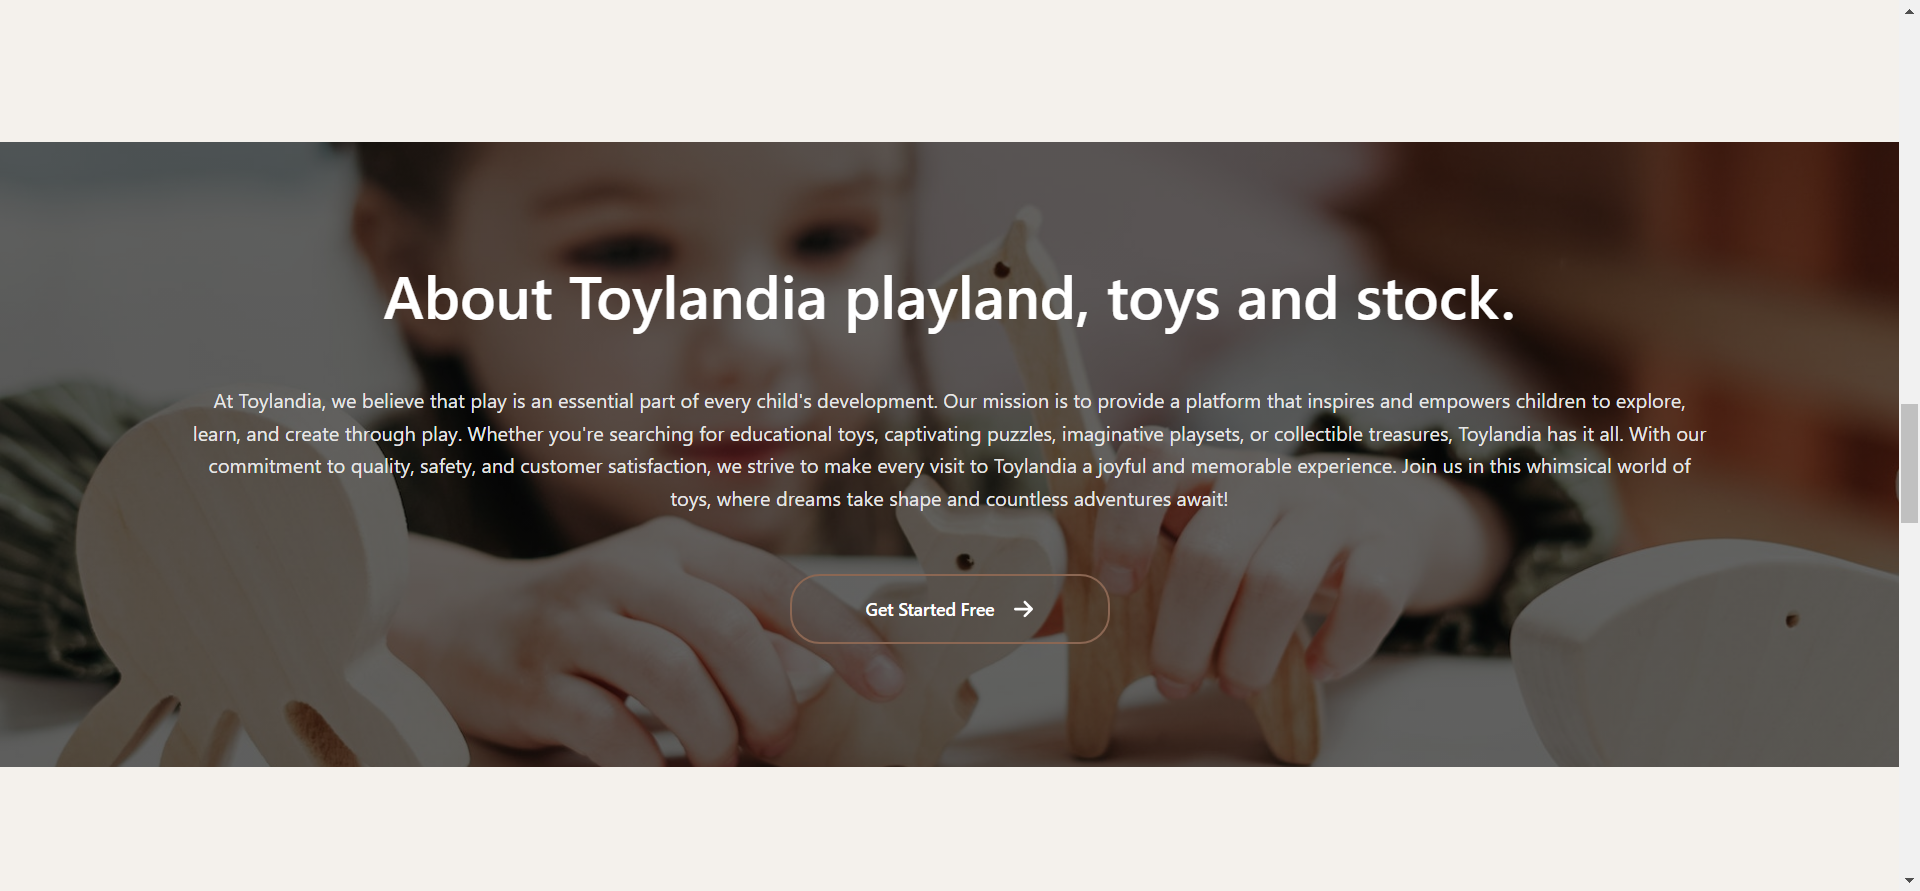 About Toylandia playland, toys and stock.
At Toylandia, we believe that play is an essential part of every child's development. Our mission is to provide a platform that inspires and empowers children to explore,
learn, and create through play. Whether you're searching for educational toys, captivating puzzles, imaginative playsets, or collectible treasures, Toylandia has it all. With our
commitment to quality, safety, and customer satisfaction, we strive to make every visit to Toylandia a joyful and memorable experience. Join us in this whimsical world of
toys, where dreams take shape and countless adventures await!
Get Started Free